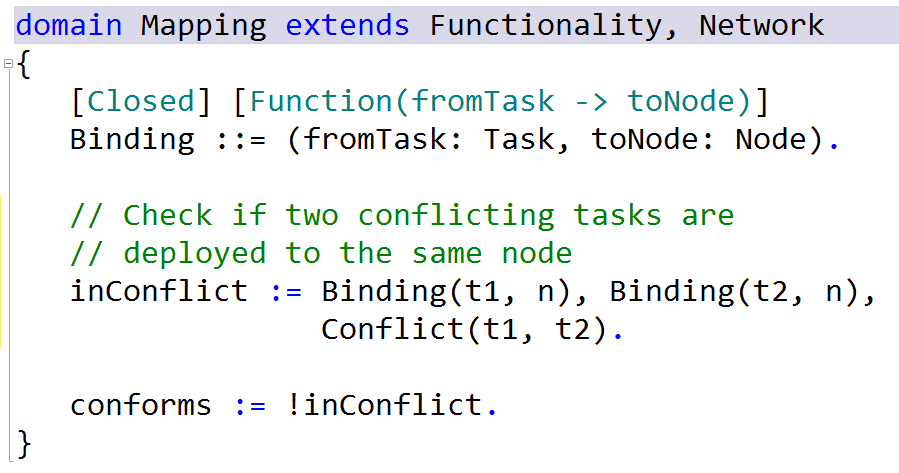 domain Mapping extends Functionality, Network
{
[Closed] [Function(fromTask -> toNode)]
Binding ::= (fromTask: Task, toNode: Node).
// Check if two conflicting tasks are
// deployed to the same node
inConflict := Binding(t1, n), Binding(t2, n),
Conflict(t1, t2).
conforms := !inConflict.
}